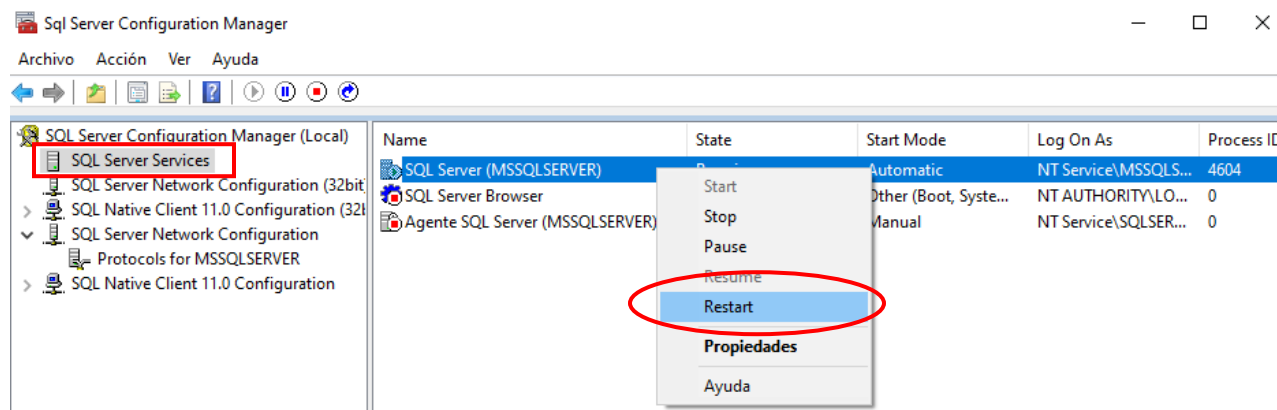 Sql Server Configuration Manager
Archivo Acción Ver Ayuda
SQL Server Configuration Manager (Local)
SQL Server Services
SQL Server Network Configuration (32bit
SQL Native Client 11.0 Configuration (32
SQL Server Network Configuration
Protocols for MSSQLSERVER
SQL Native Client 11.0 Configuration
Name State Start Mode Log On As Process ID
SQL Server (MSSQLSERVER) Automatic NT Service\MSSQLS... 4604
SQL Server Browser Other (Boot, Syste... NT AUTHORITY\LO... 0
Agente SQL Server (MSSQLSERVER) Manual NT Service\SQLSER... 0
Start
Stop
Pause
Resume
Restart
Propiedades
Ayuda